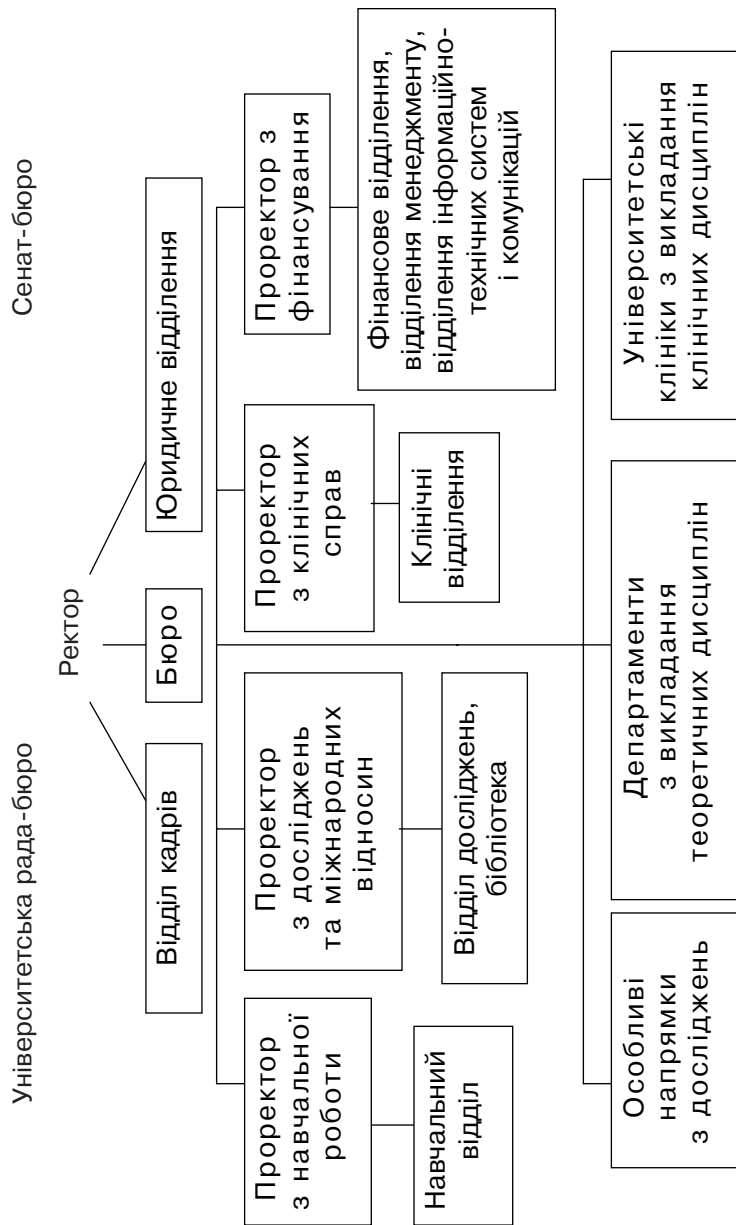 Університетська рада-бюро
Сенат-бюро
Ректор
Відділ кадрів
Бюро
Юридичне відділення
Проректор
з навчальної
роботи
Проректор
з досліджень
та міжнародних
відносин
Проректор
з клінічних
справ
Проректор з
фінансування
Навчальний
відділ
Відділ досліджень,
бібліотека
Клінічні
відділення
Фінансове відділення,
відділення менеджменту,
відділення інформаційно-
технічних систем
і комунікацій
Особливі
напрямки
з досліджень
Департаменти
з викладання
теоретичних дисциплін
Університетські
клініки з викладання
клінічних дисциплін